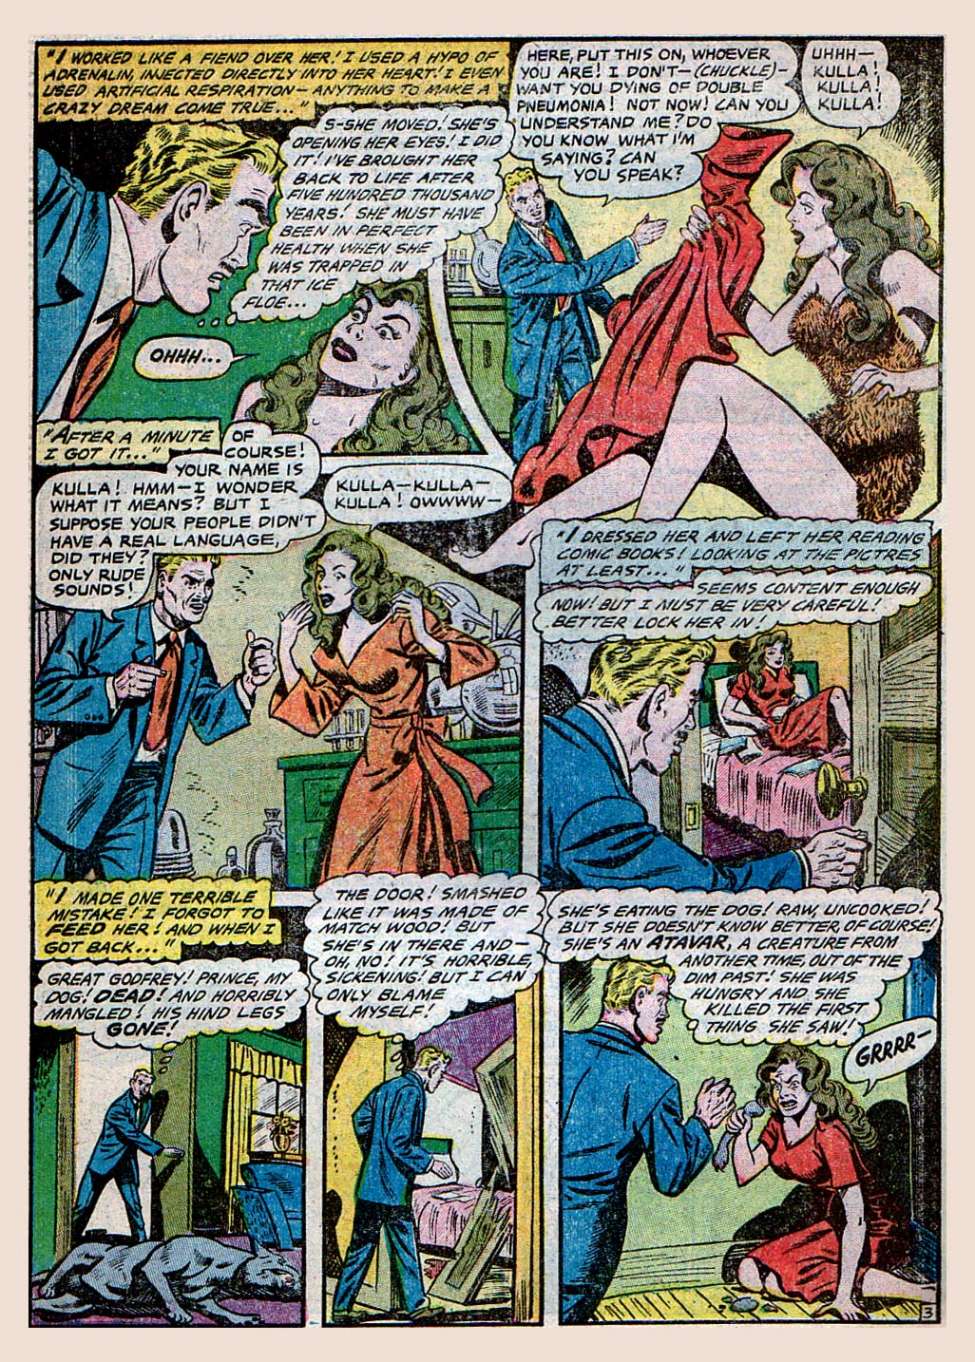 "I WORKED LIKE A FIEND OVER HER! I USED A HYPO OF
ADRENALIN, INJECTED DIRECTLY INTO HER HEART! I EVEN
USED ARTIFICIAL RESPIRATION — ANYTHING TO MAKE A
CRAZY DREAM COME TRUE..."
S-SHE MOVED! SHE'S
OPENING HER EYES! I DID
IT! I'VE BROUGHT HER
BACK TO LIFE AFTER
FIVE HUNDRED THOUSAND
YEARS! SHE MUST HAVE
BEEN IN PERFECT
HEALTH WHEN SHE
WAS TRAPPED IN
THAT ICE
FLOE...
OHHH...
HERE, PUT THIS ON, WHOEVER
YOU ARE! I DON'T — (CHUCKLE) —
WANT YOU DYING OF DOUBLE
PNEUMONIA! NOT NOW! CAN YOU
UNDERSTAND ME? DO
YOU KNOW WHAT I'M
SAYING? CAN
YOU SPEAK?
UHHH —
KULLA!
KULLA!
KULLA!
"AFTER A MINUTE
I GOT IT..."
OF
COURSE!
YOUR NAME IS
KULLA! HMM — I WONDER
WHAT IT MEANS? BUT I
SUPPOSE YOUR PEOPLE DIDN'T
HAVE A REAL LANGUAGE,
DID THEY?
ONLY RUDE
SOUNDS!
KULLA — KULLA —
KULLA! OWWWW —
"I DRESSED HER AND LEFT HER READING
COMIC BOOKS! LOOKING AT THE PICTRES
AT LEAST..."
SEEMS CONTENT ENOUGH
NOW! BUT I MUST BE VERY CAREFUL!
BETTER LOCK HER IN!
"I MADE ONE TERRIBLE
MISTAKE! I FORGOT TO
FEED HER! AND WHEN I
GOT BACK..."
GREAT GODFREY! PRINCE, MY
DOG! DEAD! AND HORRIBLY
MANGLED! HIS HIND LEGS
GONE!
THE DOOR! SMASHED
LIKE IT WAS MADE OF
MATCH WOOD! BUT
SHE'S IN THERE AND —
OH, NO! IT'S HORRIBLE,
SICKENING! BUT I CAN
ONLY BLAME
MYSELF!
SHE'S EATING THE DOG! RAW, UNCOOKED!
BUT SHE DOESN'T KNOW BETTER, OF COURSE!
SHE'S AN ATAVAR, A CREATURE FROM
ANOTHER TIME, OUT OF THE
DIM PAST! SHE WAS
HUNGRY AND SHE
KILLED THE FIRST
THING SHE SAW!
GRRRR —
3